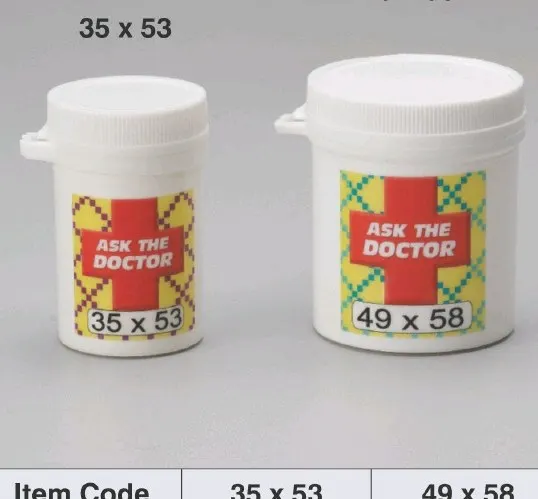 35 x 53
ASK THE
DOCTOR
35 x 53
ASK THE
DOCTOR
49 x 58
Item Code 35 x 53 49 x 58